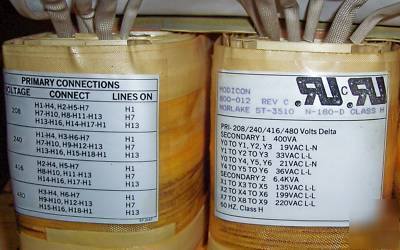 PRIMARY CONNECTIONS
VOLTAGE CONNECT LINES ON
208 H1-H4, H2-H5-H7 H1
H7-H10, H8-H11-H13 H7
H13-H16, H14-H17-H1 H13
240 H1-H4, H3-H6-H7 H1
H7-H10, H9-H12-H13 H7
H13-H16, H15-H18-H1 H13
416 H2-H4, H5-H7 H1
H8-H10, H11-H13 H7
H14-H16, H17-H1 H13
480 H3-H4, H6-H7 H1
H9-H10, H12-H13 H7
H15-H16, H18-H1 H13
MODICON
REV C
NORLAKE ST-3510 N-180-D CLASS H
PRI- 208/240/416/480 Volts Delta
SECONDARY 1 400VA
Y0 TO Y1, Y2, Y3 19VAC L-N
Y1 TO Y2 TO Y3 33VAC L-L
Y0 TO Y4, Y5, Y6 21VAC L-N
Y4 TO Y5 TO Y6 36VAC L-L
SECONDARY 2 6.4KVA
X1 TO X2 TO X3 135VAC L-L
X4 TO X5 TO X6 199VAC L-L
X7 TO X8 TO X9 220VAC L-L
60 HZ, Class H